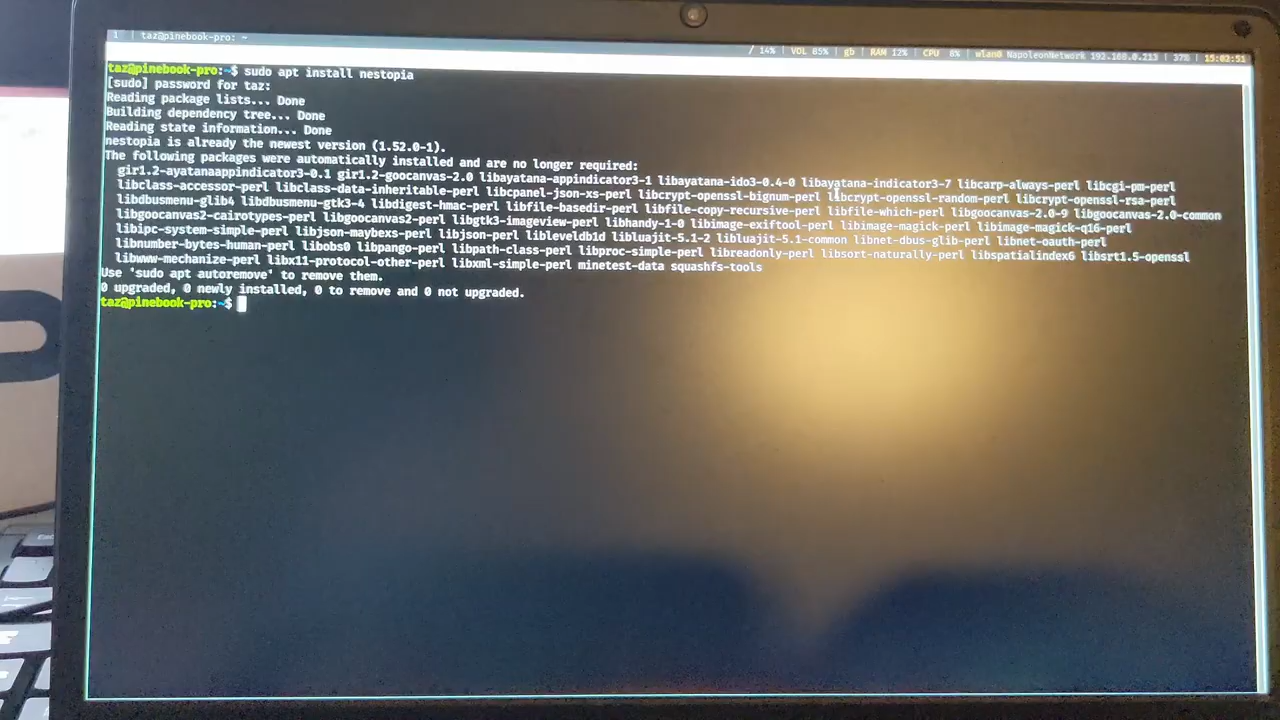 1 | taz@pinebook-pro: ~
/ 14% | VOL 85% | gb | RAM 12% | CPU 8% | wlan0 NapoleonNetwork 192.168.0.213 | 37% | 15:02:51
taz@pinebook-pro:~$ sudo apt install nestopia
[sudo] password for taz:
Reading package lists... Done
Building dependency tree... Done
Reading state information... Done
nestopia is already the newest version (1.52.0-1).
The following packages were automatically installed and are no longer required:
gir1.2-ayatanaappindicator3-0.1 gir1.2-goocanvas-2.0 libayatana-appindicator3-1 libayatana-ido3-0.4-0 libayatana-indicator3-7 libcarp-always-perl libcgi-pm-perl
libclass-accessor-perl libclass-data-inheritable-perl libcpanel-json-xs-perl libcrypt-openssl-bignum-perl libcrypt-openssl-random-perl libcrypt-openssl-rsa-perl
libdbusmenu-glib4 libdbusmenu-gtk3-4 libdigest-hmac-perl libfile-basedir-perl libfile-copy-recursive-perl libfile-which-perl libgoocanvas-2.0-9 libgoocanvas-2.0-common
libgoocanvas2-cairotypes-perl libgoocanvas2-perl libgtk3-imageview-perl libhandy-1-0 libimage-exiftool-perl libimage-magick-perl libimage-magick-q16-perl
libipc-system-simple-perl libjson-maybexs-perl libjson-perl libleveldb1d libluajit-5.1-2 libluajit-5.1-common libnet-dbus-glib-perl libnet-oauth-perl
libnumber-bytes-human-perl libobs0 libpango-perl libpath-class-perl libproc-simple-perl libreadonly-perl libsort-naturally-perl libspatialindex6 libsrt1.5-openssl
libwww-mechanize-perl libx11-protocol-other-perl libxml-simple-perl minetest-data squashfs-tools
Use 'sudo apt autoremove' to remove them.
0 upgraded, 0 newly installed, 0 to remove and 0 not upgraded.
taz@pinebook-pro:~$